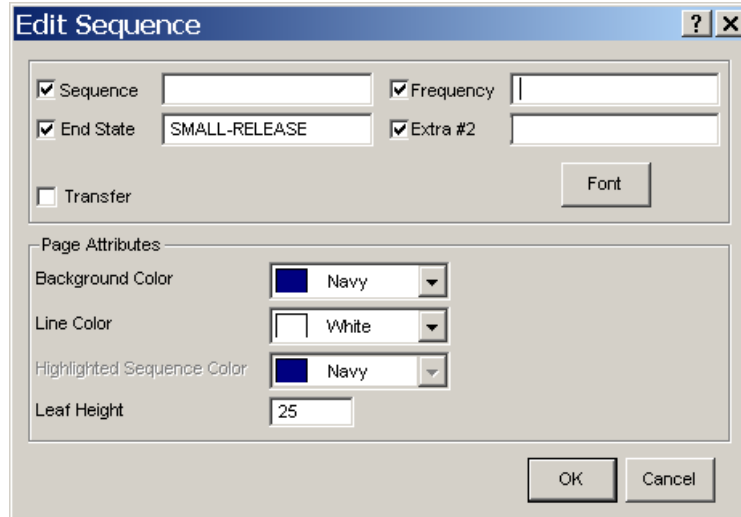 Edit Sequence
Sequence
Frequency
End State SMALL-RELEASE
Extra #2
Transfer
Font
Page Attributes
Background Color Navy
Line Color White
Highlighted Sequence Color Navy
Leaf Height 25
OK Cancel